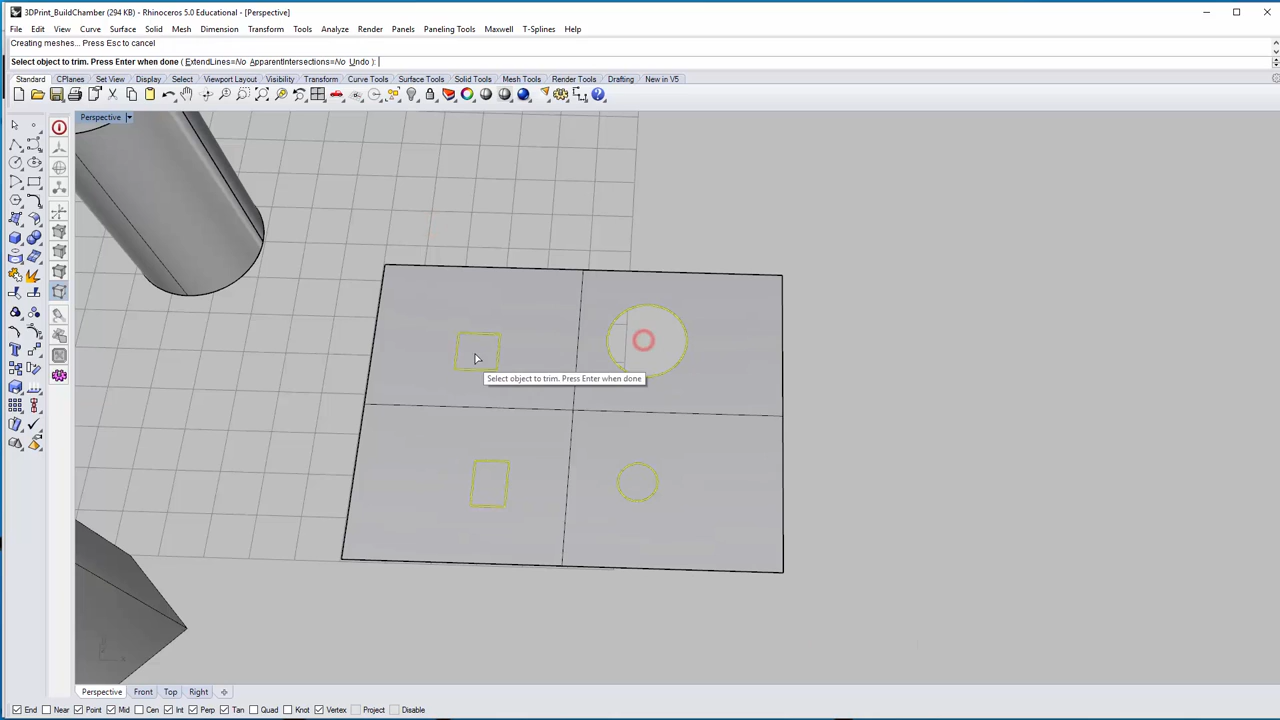 3DPrint_BuildChamber (294 KB) - Rhinoceros 5.0 Educational - [Perspective]
File Edit View Curve Surface Solid Mesh Dimension Transform Tools Analyze Render Panels Paneling Tools Maxwell T-Splines Help
Creating meshes... Press Esc to cancel
Select object to trim. Press Enter when done ( ExtendLines=No ApparentIntersections=No Undo ):
Standard CPlanes Set View Display Select Viewport Layout Visibility Transform Curve Tools Surface Tools Solid Tools Mesh Tools Render Tools Drafting New in V5
Perspective
Select object to trim. Press Enter when done
Perspective Front Top Right
End Near Point Mid Cen Int Perp Tan Quad Knot Vertex Project Disable